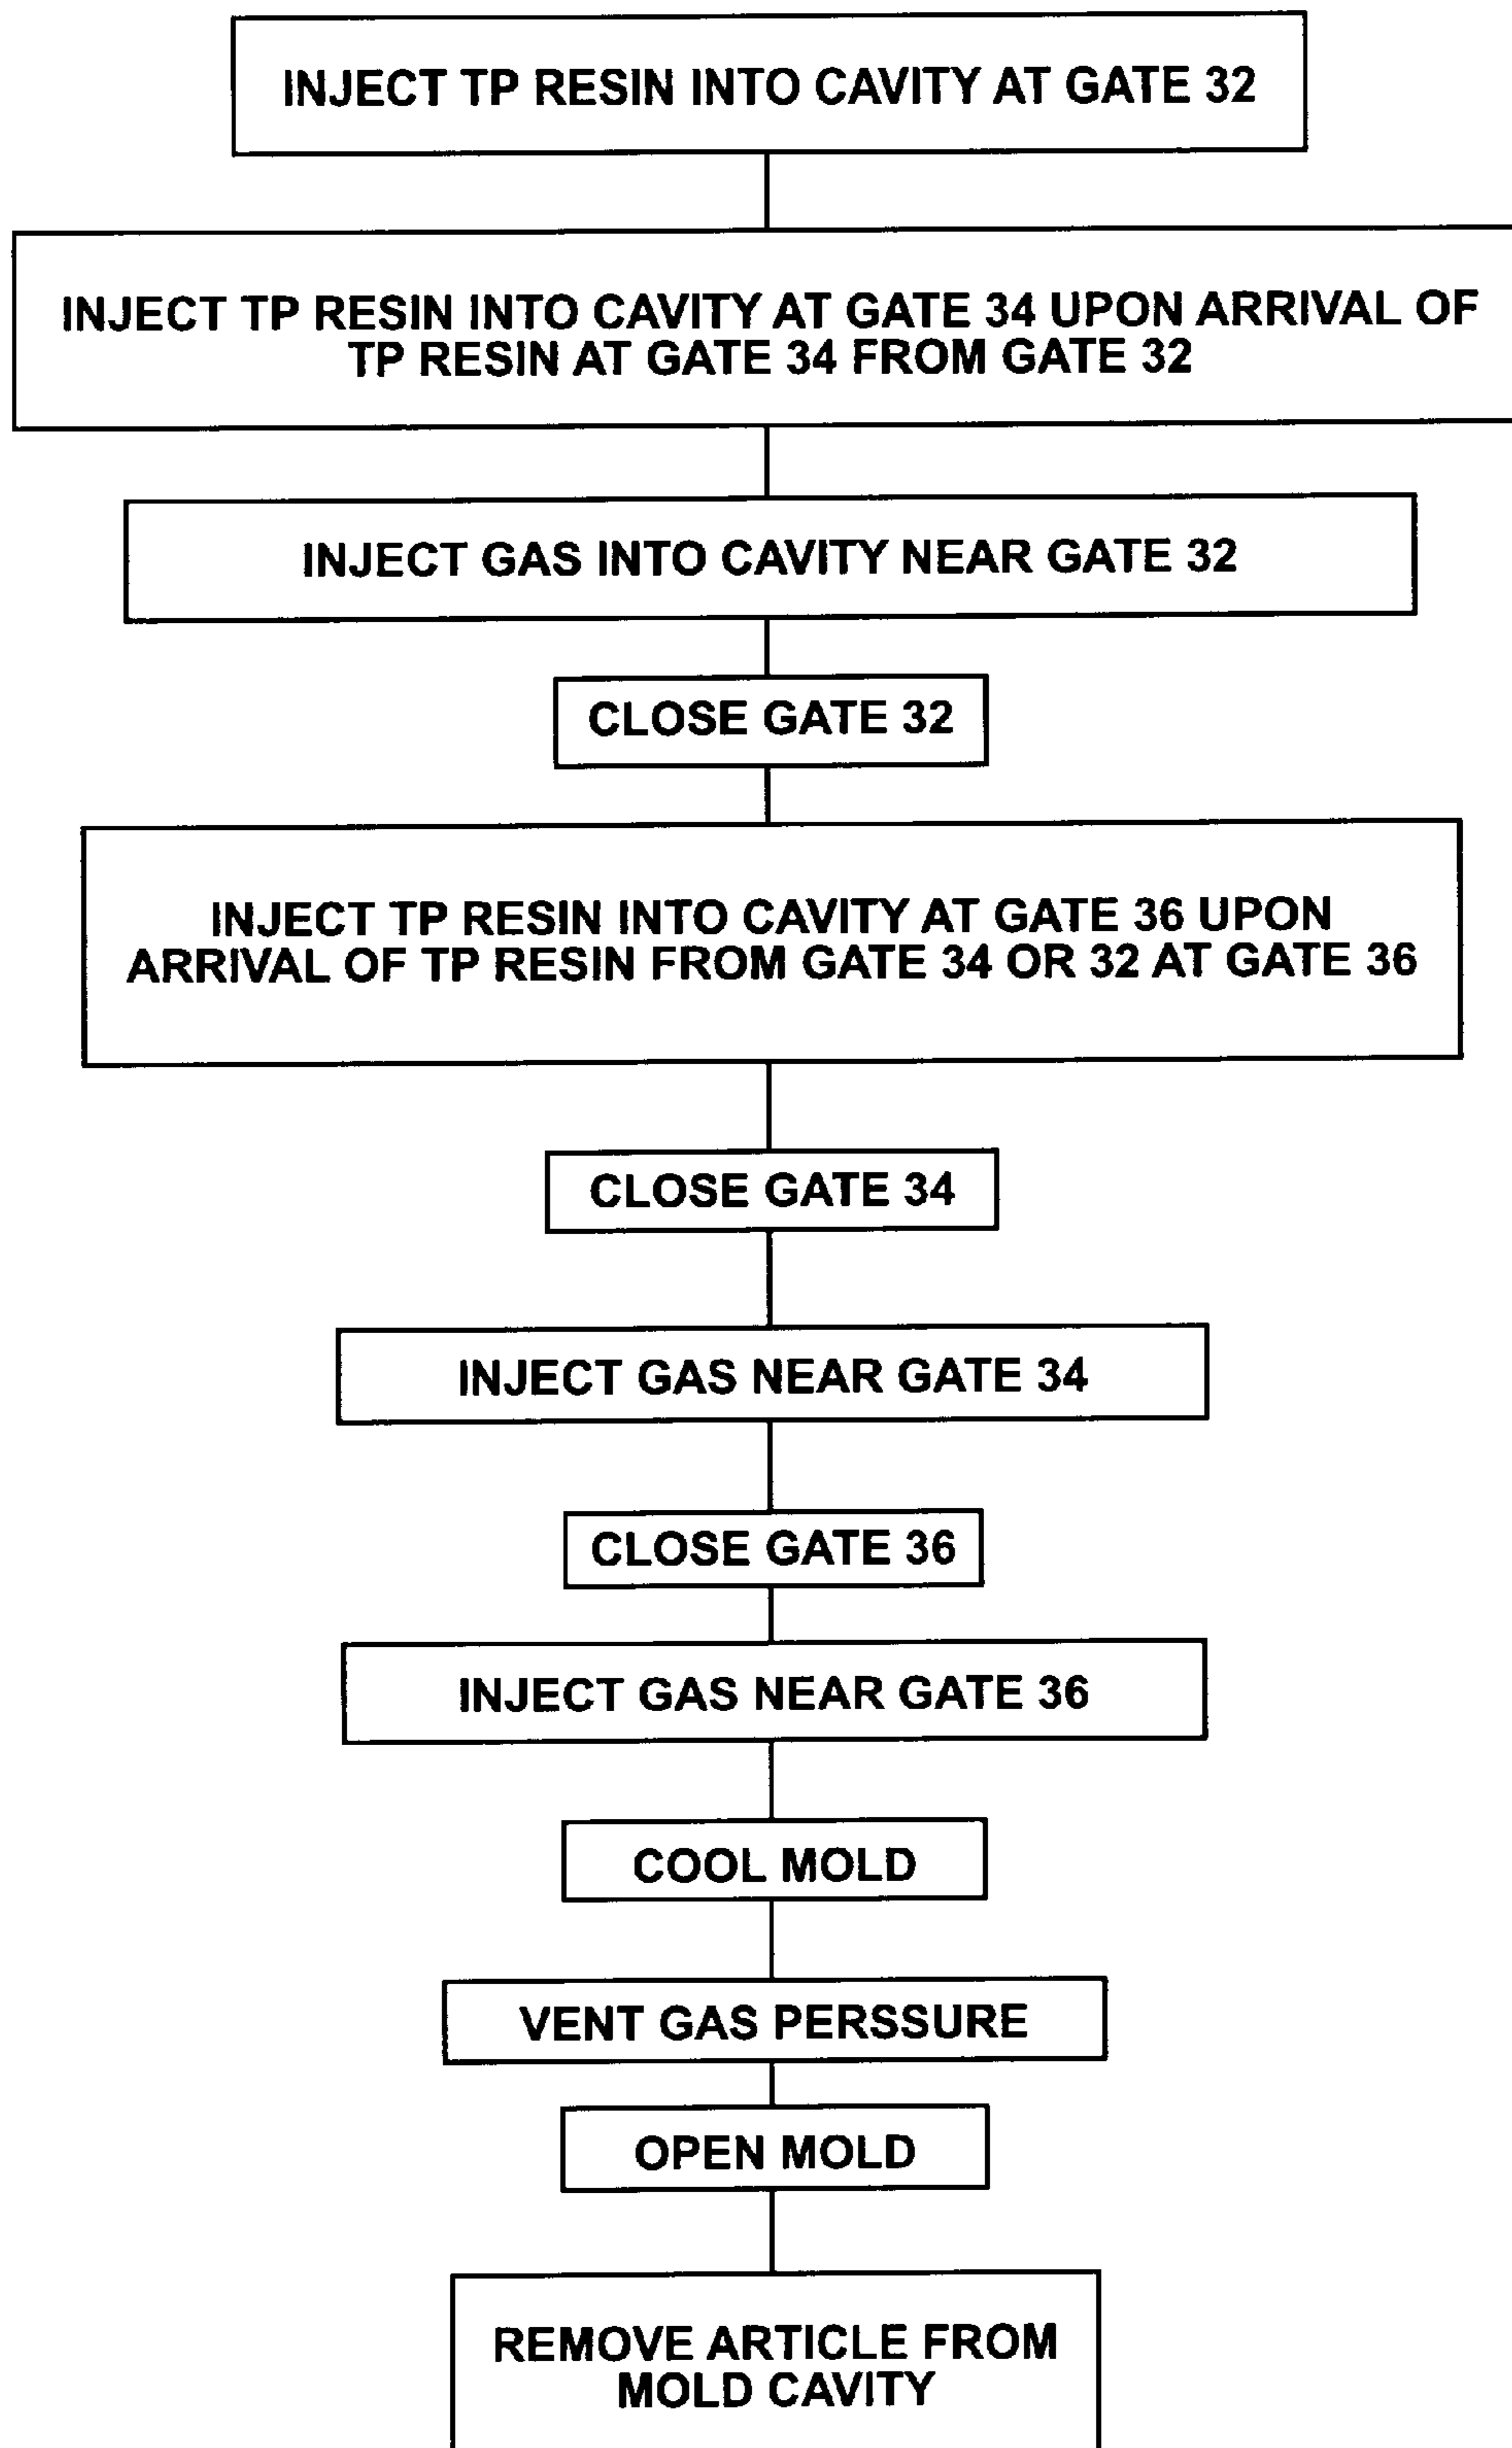 INJECT TP RESIN INTO CAVITY AT GATE 32
INJECT TP RESIN INTO CAVITY AT GATE 34 UPON ARRIVAL OF
TP RESIN AT GATE 34 FROM GATE 32
INJECT GAS INTO CAVITY NEAR GATE 32
CLOSE GATE 32
INJECT TP RESIN INTO CAVITY AT GATE 36 UPON
ARRIVAL OF TP RESIN FROM GATE 34 OR 32 AT GATE 36
CLOSE GATE 34
INJECT GAS NEAR GATE 34
CLOSE GATE 36
INJECT GAS NEAR GATE 36
COOL MOLD
VENT GAS PERSSURE
OPEN MOLD
REMOVE ARTICLE FROM
MOLD CAVITY